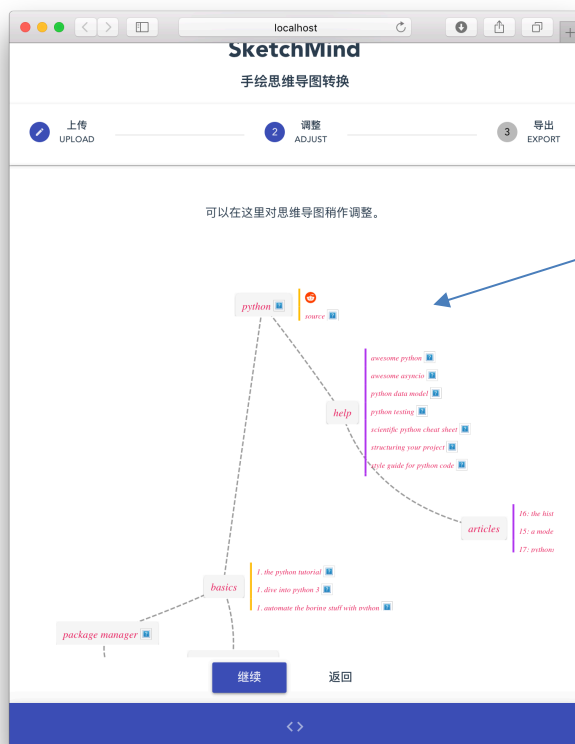 localhost
SketchMind
手绘思维导图转换
上传
UPLOAD
2
调整
ADJUST
3
导出
EXPORT
可以在这里对思维导图稍作调整。
python
source
awesome python
awesome asyncio
python data model
python testing
help
scientific python cheat sheet
structuring your project
style guide for python code
16: the hist
articles
15: a mode
17:
1. the python tutorial
basics
1. dive into python 3
1. automate the boring stuff with python
package manager
继续
返回